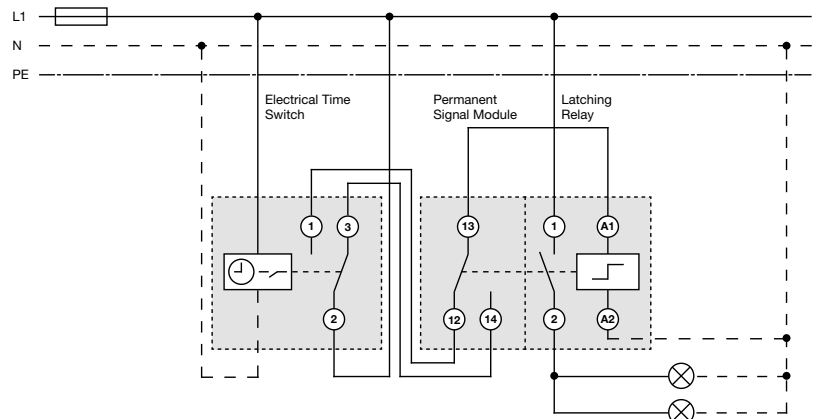 L1
N
PE
Electrical Time
Switch
Permanent
Signal Module
Latching
Relay
1
3
13
1
A1
2
12
14
2
A2